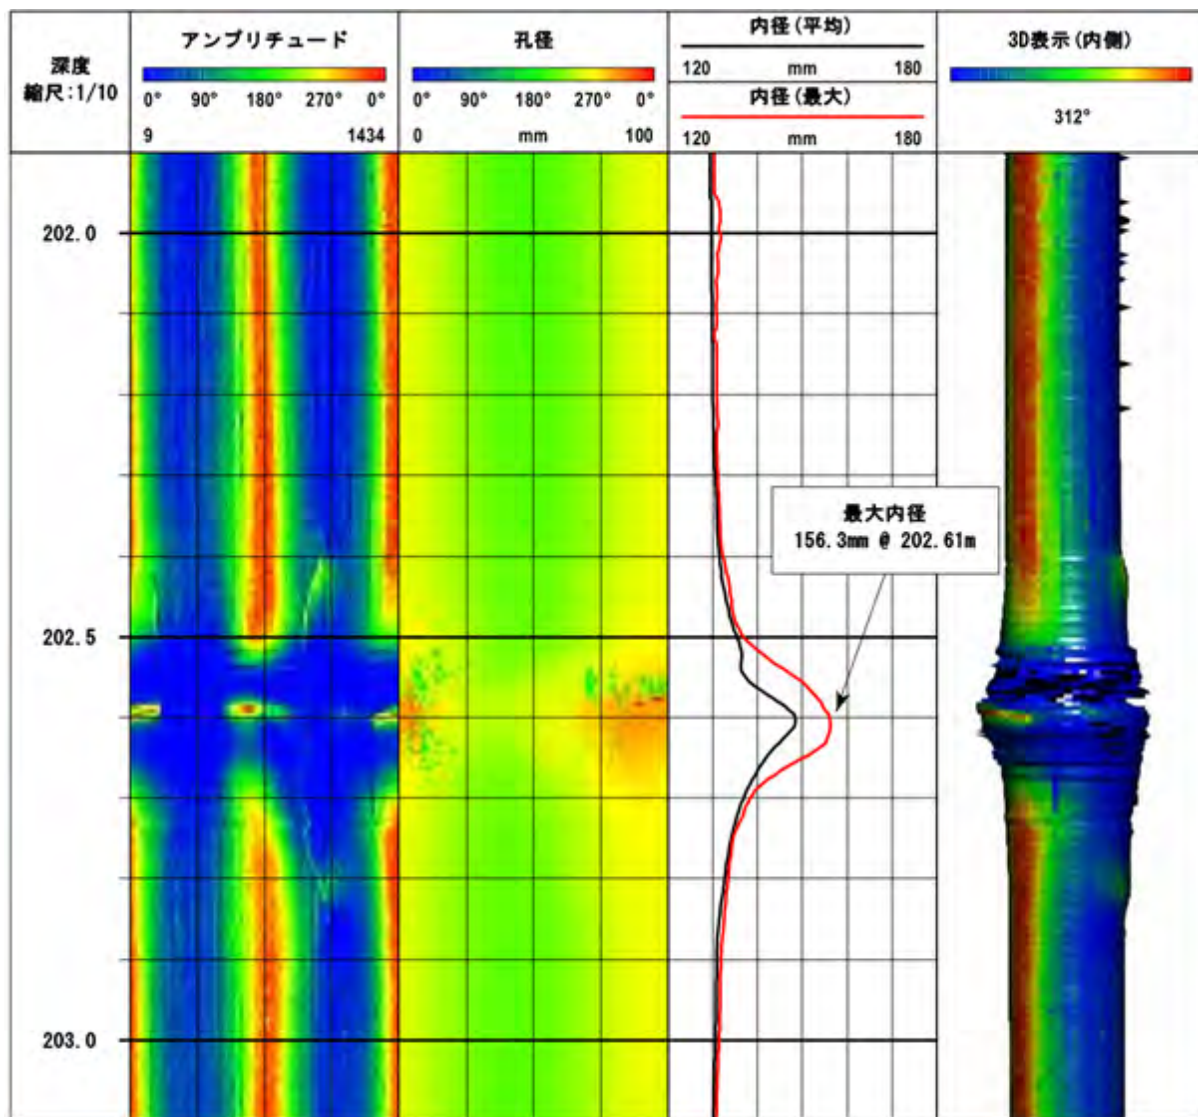 深度
縮尺:1/10
アンプリチュード
0° 90° 180° 270° 0°
9 1434
孔径
0° 90° 180° 270° 0°
0 mm 100
内径(平均)
120 mm 180
内径(最大)
120 mm 180
3D表示(内側)
312°
202.0
最大内径
156.3mm @ 202.61m
202.5
203.0